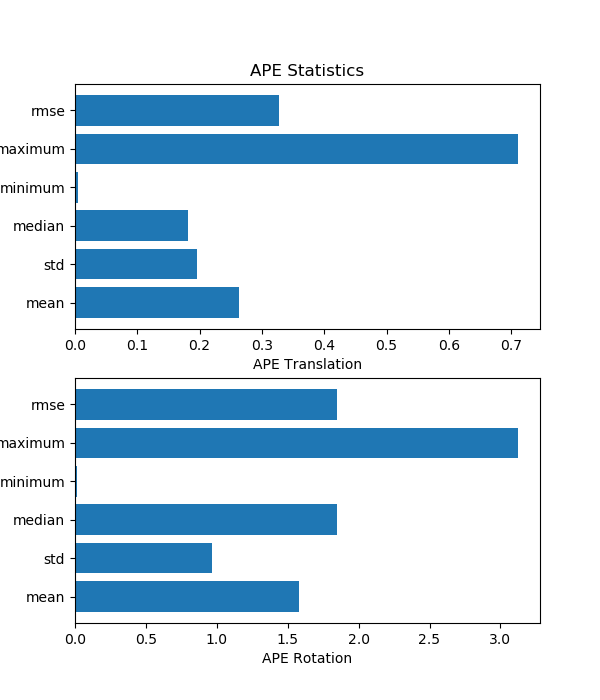 APE Statistics
rmse
maximum
minimum
median
std
mean
0.0 0.1 0.2 0.3 0.4 0.5 0.6 0.7
APE Translation
rmse
maximum
minimum
median
std
mean
0.0 0.5 1.0 1.5 2.0 2.5 3.0
APE Rotation